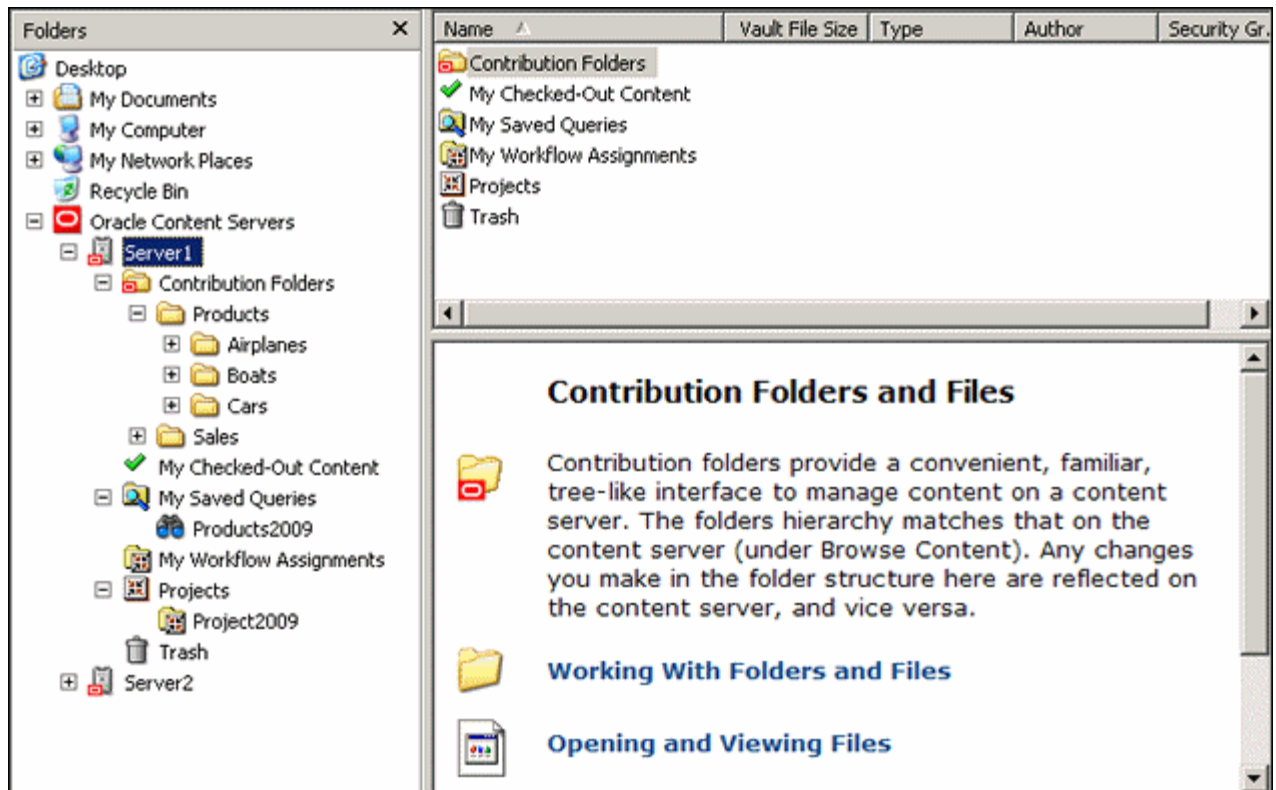 Folders
Desktop
My Documents
My Computer
My Network Places
Recycle Bin
Oracle Content Servers
Server1
Contribution Folders
Products
Airplanes
Boats
Cars
Sales
My Checked-Out Content
My Saved Queries
Products2009
My Workflow Assignments
Projects
Project2009
Trash
Server2
Name Vault File Size Type Author Security Gr.
Contribution Folders
My Checked-Out Content
My Saved Queries
My Workflow Assignments
Projects
Trash
Contribution Folders and Files
Contribution folders provide a convenient, familiar,
tree-like interface to manage content on a content
server. The folders hierarchy matches that on the
content server (under Browse Content). Any changes
you make in the folder structure here are reflected on
the content server, and vice versa.
Working With Folders and Files
Opening and Viewing Files